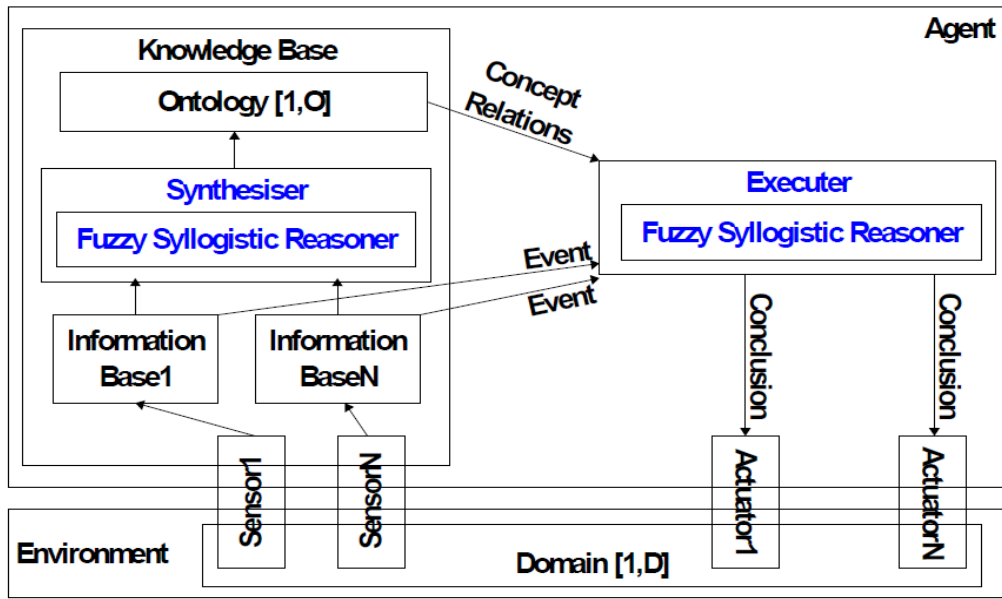 Agent
Knowledge Base
Ontology [1,O]
Concept
Relations
Synthesiser
Fuzzy Syllogistic Reasoner
Executer
Fuzzy Syllogistic Reasoner
Event
Event
Information
Base1
Information
BaseN
Conclusion
Conclusion
Sensor1
SensorN
Actuator1
ActuatorN
Environment
Domain [1,D]